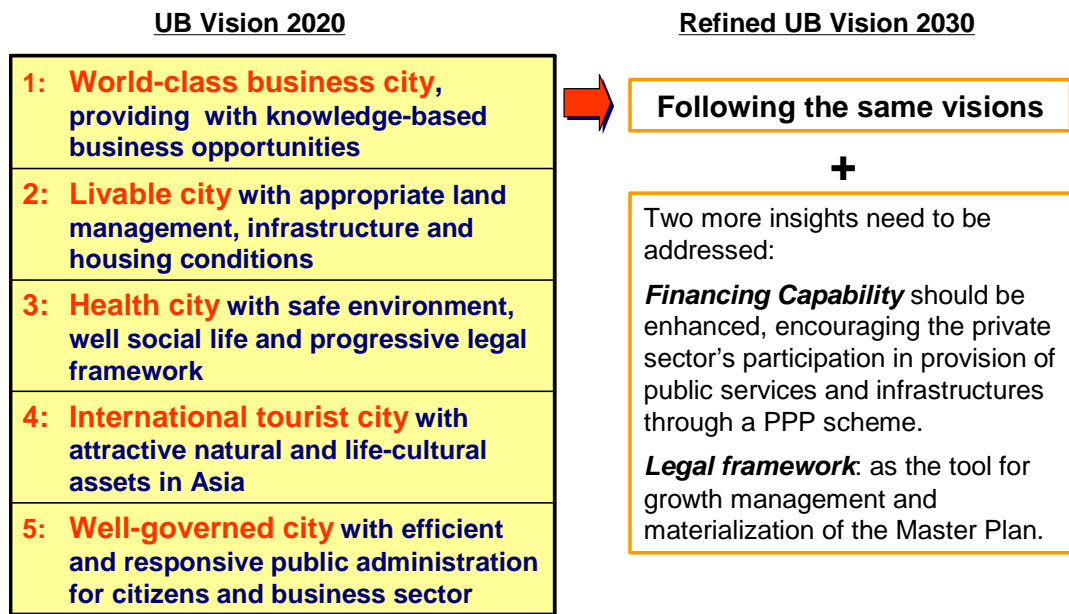 UB Vision 2020
1: World-class business city,
providing with knowledge-based
business opportunities
2: Livable city with appropriate land
management, infrastructure and
housing conditions
3: Health city with safe environment,
well social life and progressive legal
framework
4: International tourist city with
attractive natural and life-cultural
assets in Asia
5: Well-governed city with efficient
and responsive public administration
for citizens and business sector
Refined UB Vision 2030
Following the same visions
+
Two more insights need to be
addressed:
Financing Capability should be
enhanced, encouraging the private
sector’s participation in provision of
public services and infrastructures
through a PPP scheme.
Legal framework: as the tool for
growth management and
materialization of the Master Plan.